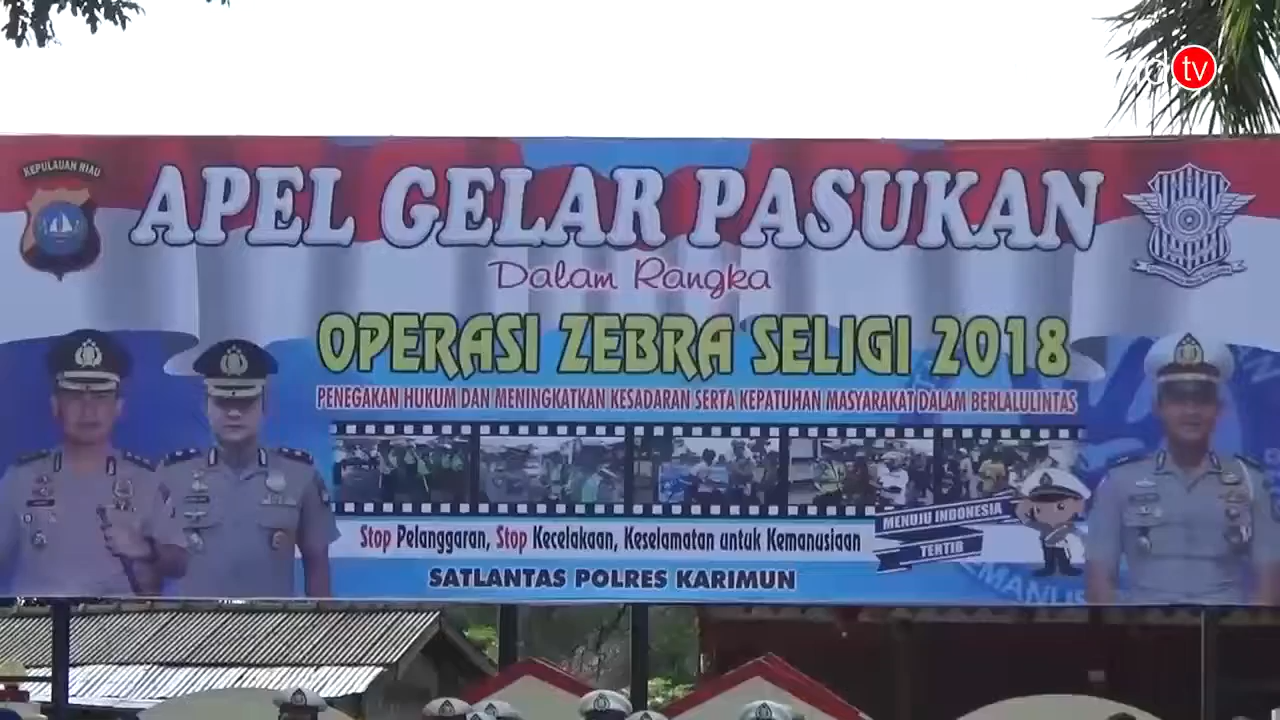 tv
KEPULAUAN RIAU
APEL GELAR PASUKAN
Dalam Rangka
OPERASI ZEBRA SELIGI 2018
PENEGAKAN HUKUM DAN MENINGKATKAN KESADARAN SERTA KEPATUHAN MASYARAKAT DALAM BERLALULINTAS
Stop Pelanggaran, Stop Kecelakaan, Keselamatan untuk Kemanusiaan
MENUJU INDONESIA
TERTIB
SATLANTAS POLRES KARIMUN